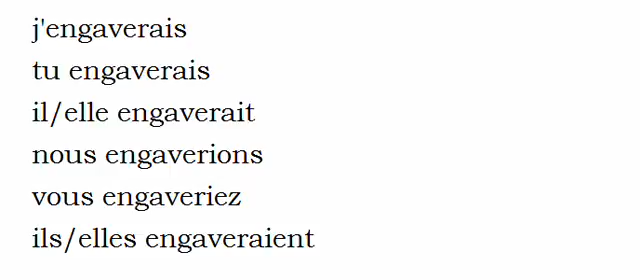 j'engaverais
tu engaverais
il/elle engaverait
nous engaverions
vous engaveriez
ils/elles engaveraient